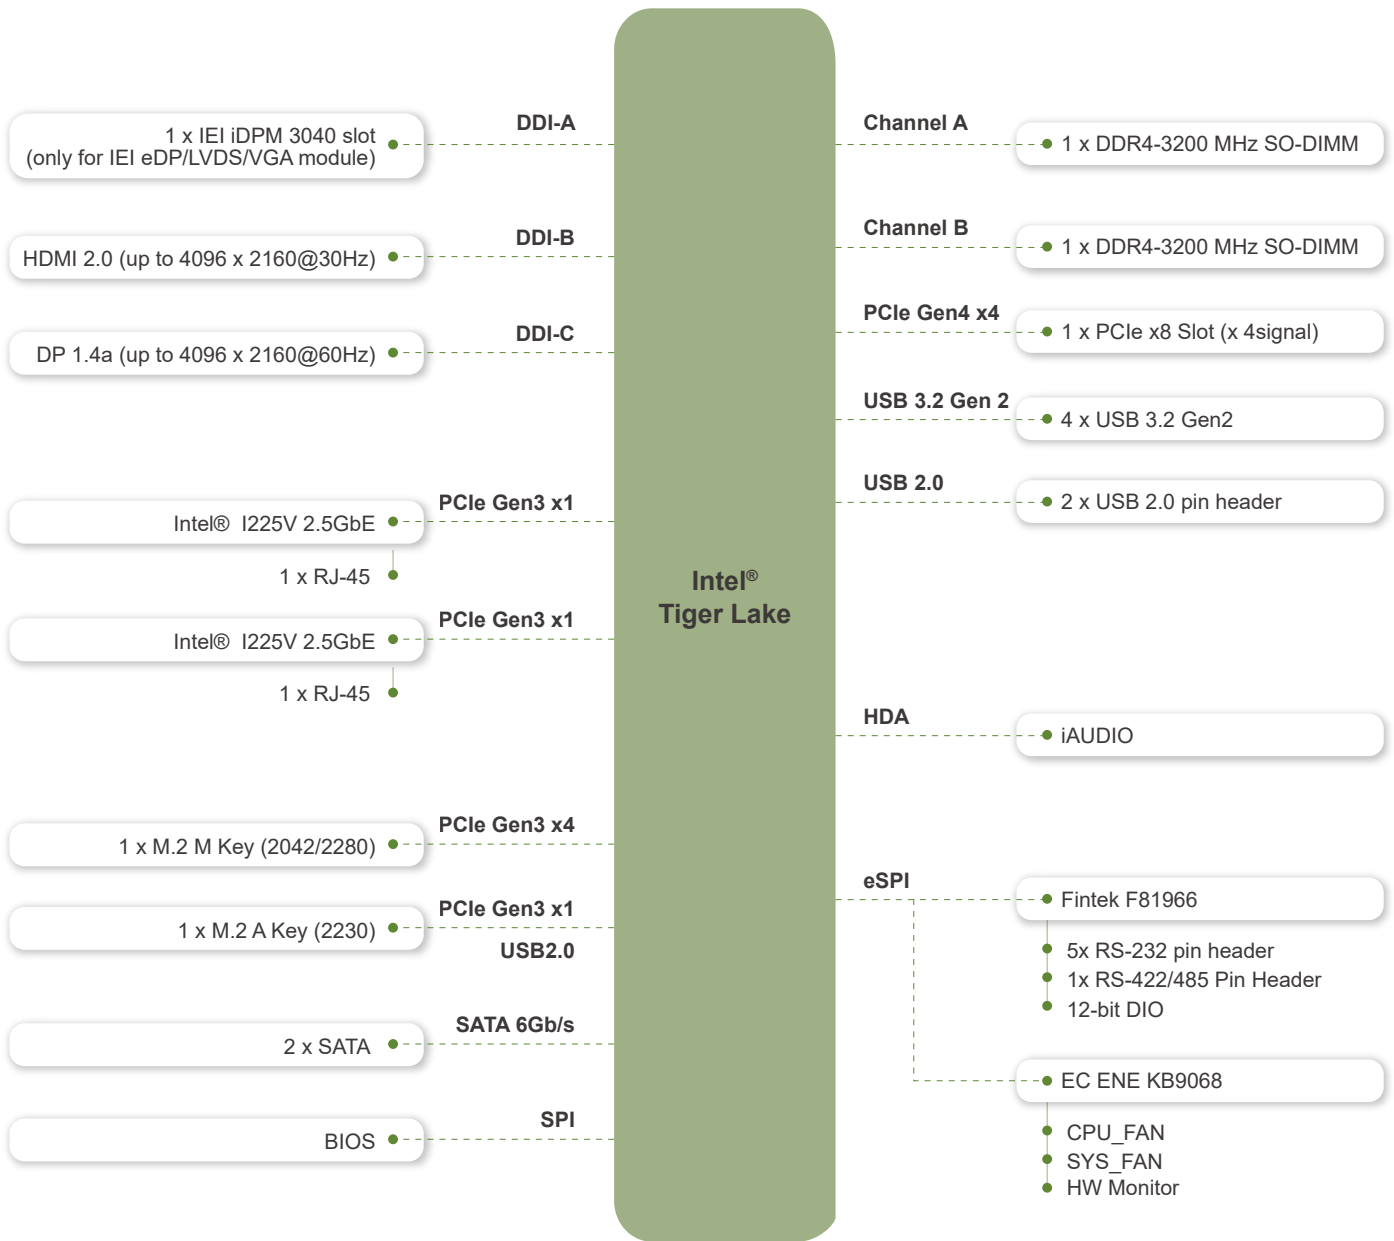 DDI-A
1 x IEI iDPM 3040 slot
(only for IEI eDP/LVDS/VGA module)
DDI-B
HDMI 2.0 (up to 4096 x 2160@30Hz)
DDI-C
DP 1.4a (up to 4096 x 2160@60Hz)
PCIe Gen3 x1
Intel® I225V 2.5GbE
1 x RJ-45
PCIe Gen3 x1
Intel® I225V 2.5GbE
1 x RJ-45
PCIe Gen3 x4
1 x M.2 M Key (2042/2280)
PCIe Gen3 x1
1 x M.2 A Key (2230)
USB2.0
SATA 6Gb/s
2 x SATA
SPI
BIOS
Intel®
Tiger Lake
Channel A
1 x DDR4-3200 MHz SO-DIMM
Channel B
1 x DDR4-3200 MHz SO-DIMM
PCIe Gen4 x4
1 x PCIe x8 Slot (x 4signal)
USB 3.2 Gen 2
4 x USB 3.2 Gen2
USB 2.0
2 x USB 2.0 pin header
HDA
iAUDIO
eSPI
Fintek F81966
5x RS-232 pin header
1x RS-422/485 Pin Header
12-bit DIO
EC ENE KB9068
CPU_FAN
SYS_FAN
HW Monitor